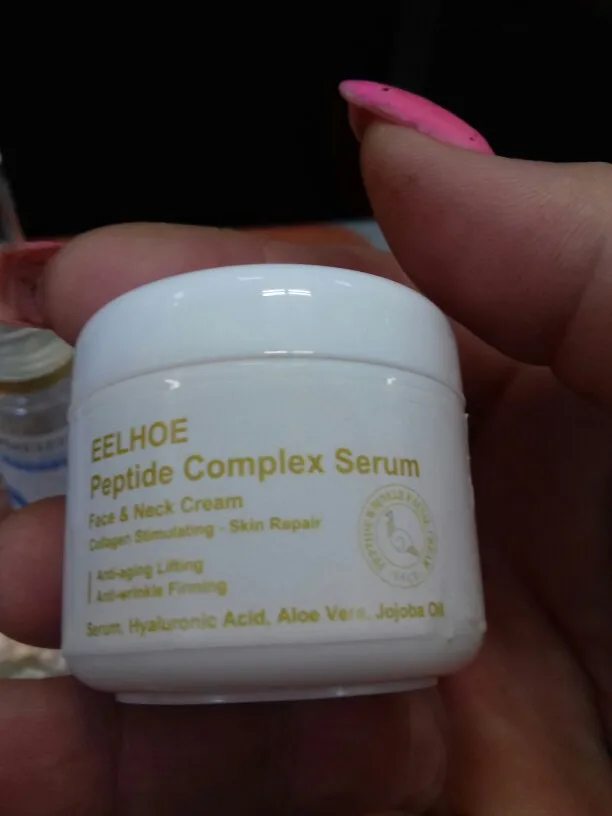 EELHOE
Peptide Complex Serum
Face & Neck Cream
Collagen Stimulating - Skin Repair
Anti-aging Lifting
Anti-wrinkle Firming
Serum, Hyaluronic Acid, Aloe Vera, Jojoba Oil